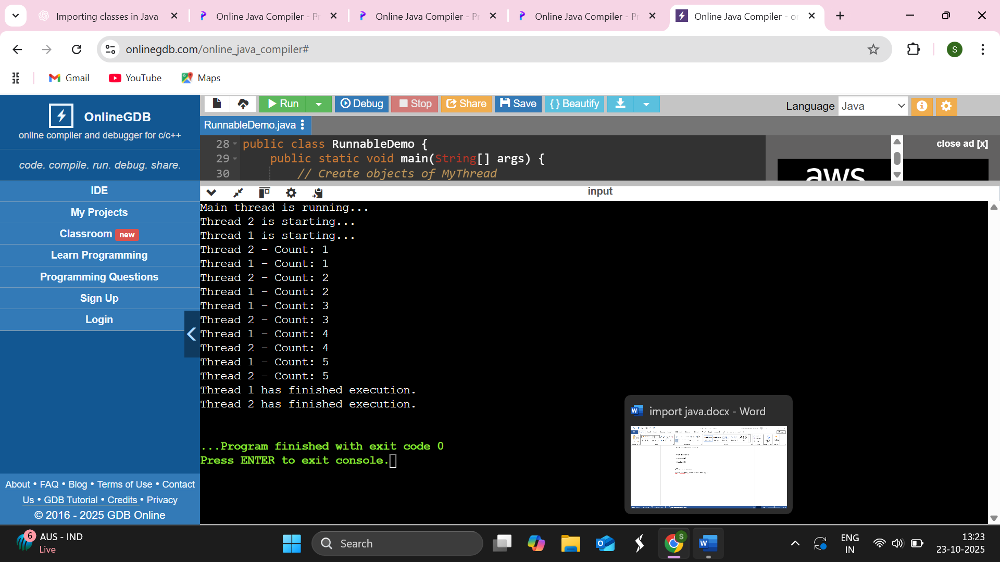 Importing classes in Java
Online Java Compiler - Pr
Online Java Compiler - Pr
Online Java Compiler - Pr
Online Java Compiler - on
onlinegdb.com/online_java_compiler#
S
Gmail
YouTube
Maps
OnlineGDB
online compiler and debugger for c/c++
code. compile. run. debug. share.
IDE
My Projects
Classroom new
Learn Programming
Programming Questions
Sign Up
Login
About • FAQ • Blog • Terms of Use • Contact
Us • GDB Tutorial • Credits • Privacy
© 2016 - 2025 GDB Online
Run
Debug
Stop
Share
Save
{ } Beautify
Language Java
RunnableDemo.java
28 public class RunnableDemo {
29 public static void main(String[] args) {
30 // Create objects of MyThread
close ad [x]
aws
input
Main thread is running...
Thread 2 is starting...
Thread 1 is starting...
Thread 2 - Count: 1
Thread 1 - Count: 1
Thread 2 - Count: 2
Thread 1 - Count: 2
Thread 1 - Count: 3
Thread 2 - Count: 3
Thread 1 - Count: 4
Thread 2 - Count: 4
Thread 1 - Count: 5
Thread 2 - Count: 5
Thread 1 has finished execution.
Thread 2 has finished execution.
...Program finished with exit code 0
Press ENTER to exit console.
import java.docx - Word
6
AUS - IND
Live
Search
S
ENG
IN
13:23
23-10-2025